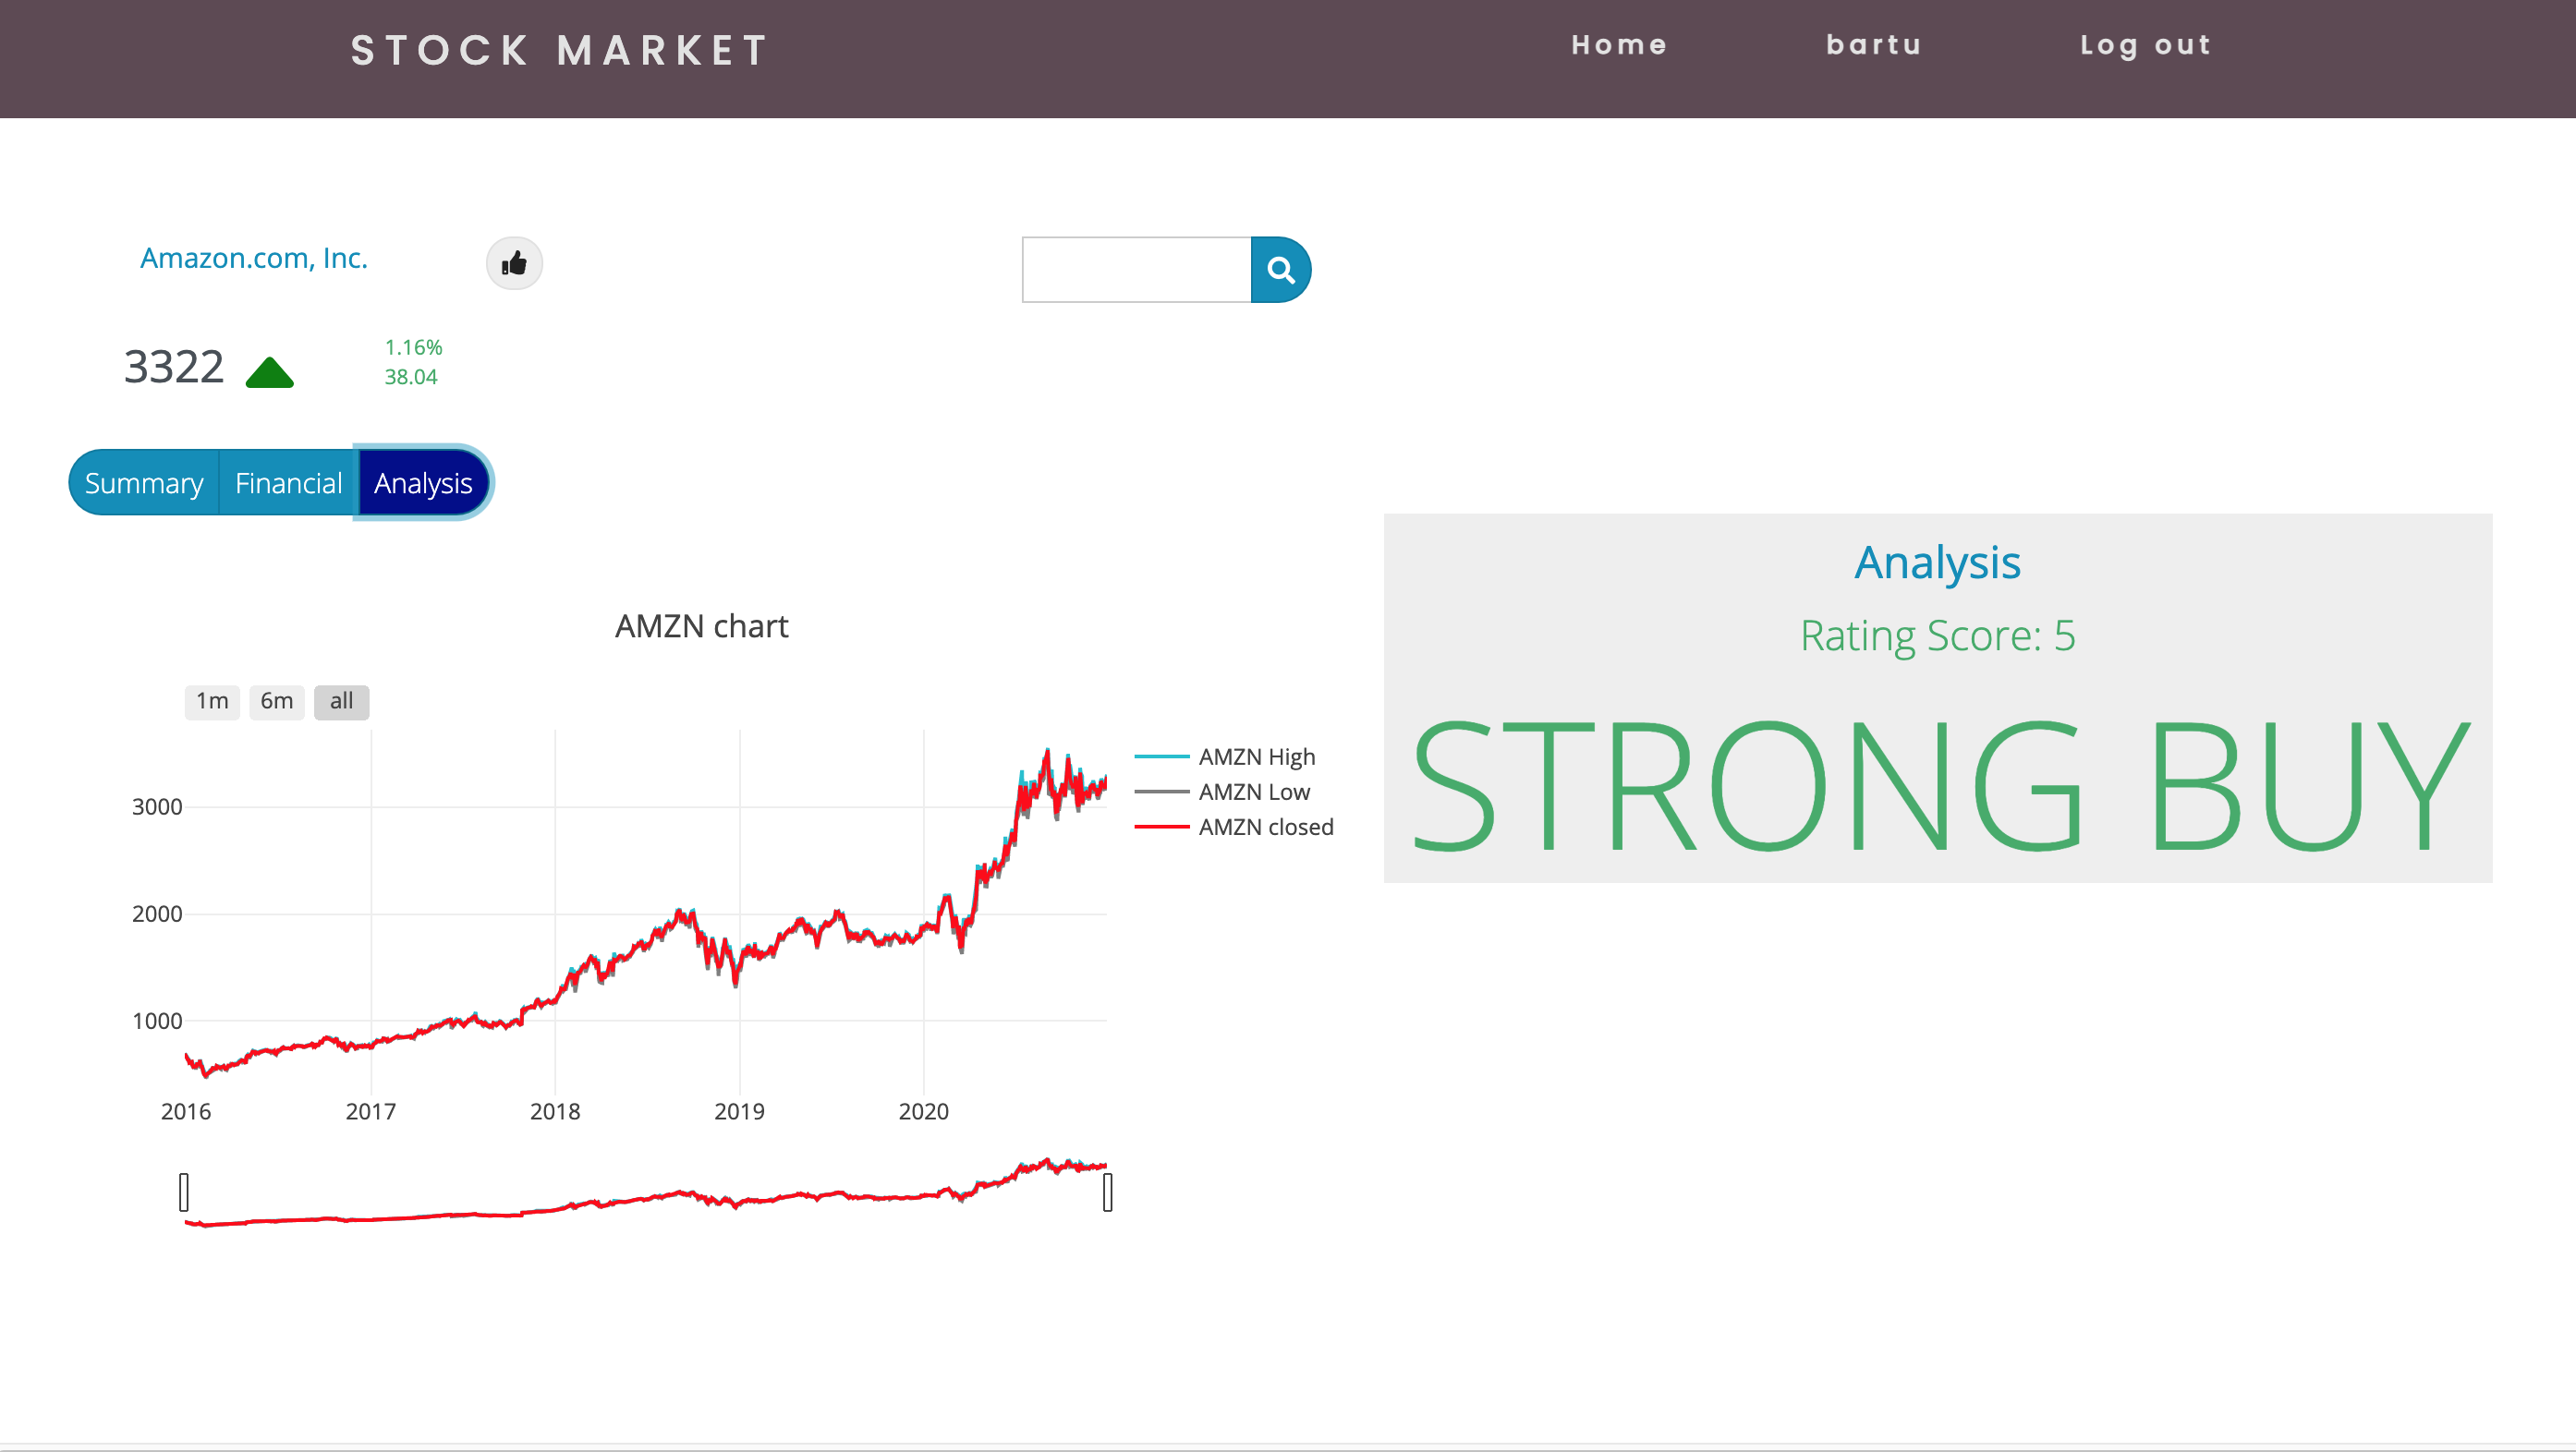 STOCK MARKET
Home
bartu
Log out
Amazon.com, Inc.
3322
1.16%
38.04
Summary
Financial
Analysis
AMZN chart
1m
6m
all
AMZN High
AMZN Low
AMZN closed
3000
2000
1000
2016
2017
2018
2019
2020
Analysis
Rating Score: 5
STRONG BUY